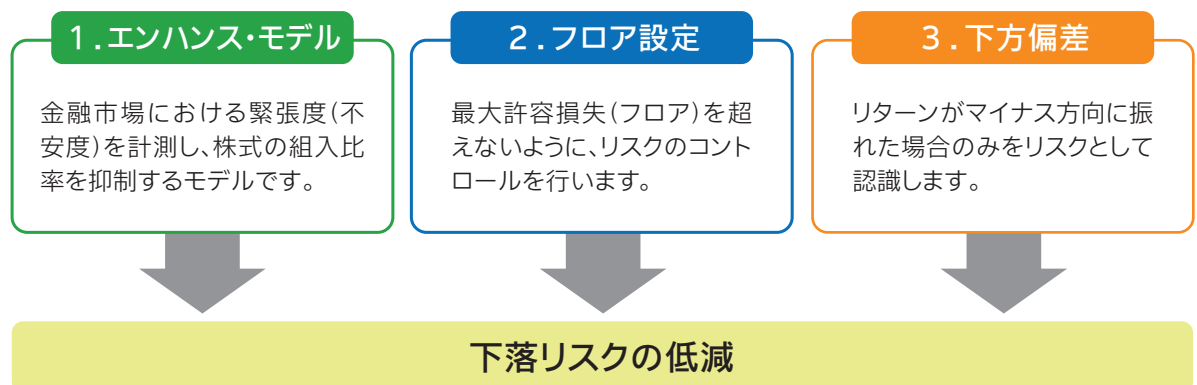 1.エンハンス・モデル
金融市場における緊張度(不
安度)を計測し、株式の組入比
率を抑制するモデルです。
2.フロア設定
最大許容損失(フロア)を超
えないように、リスクのコント
ロールを行います。
3.下方偏差
リターンがマイナス方向に振
れた場合のみをリスクとして
認識します。
下落リスクの低減